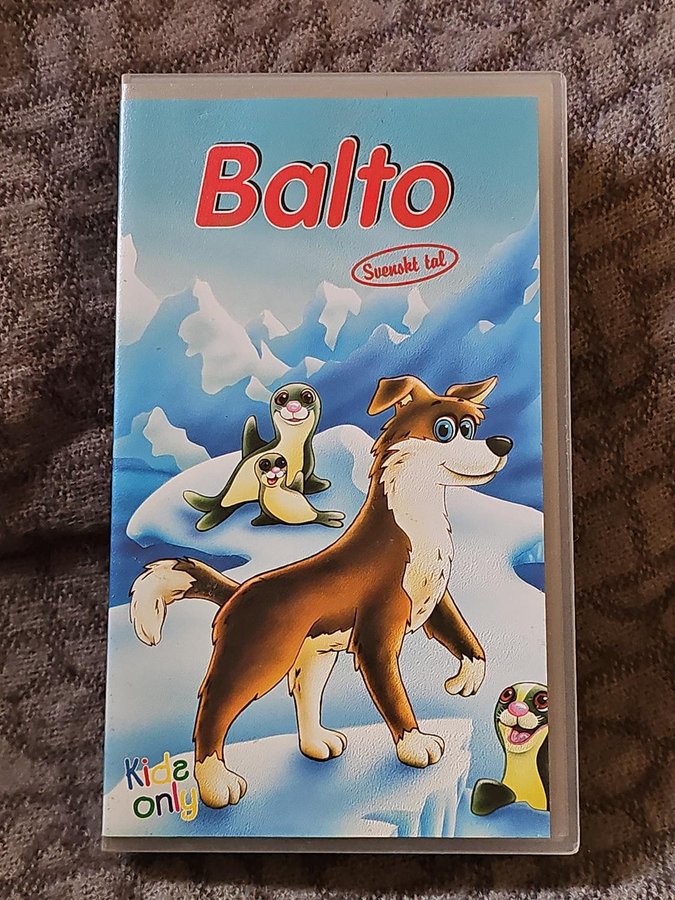 Balto
Svenskt tal
Kids
only